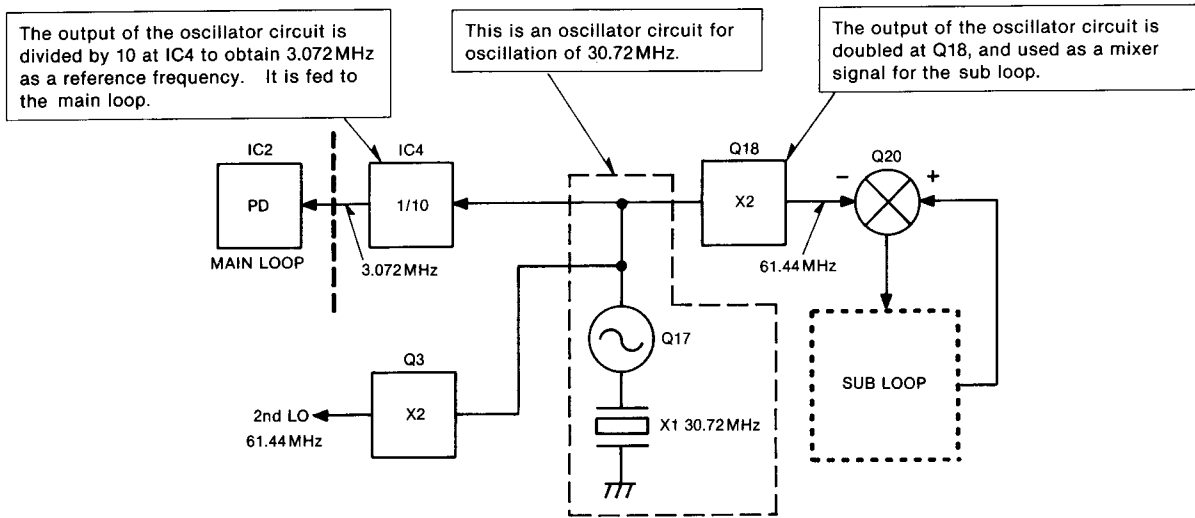 The output of the oscillator circuit is
divided by 10 at IC4 to obtain 3.072MHz
as a reference frequency. It is fed to
the main loop.
This is an oscillator circuit for
oscillation of 30.72MHz.
The output of the oscillator circuit is
doubled at Q18, and used as a mixer
signal for the sub loop.
IC2
PD
MAIN LOOP
IC4
1/10
3.072MHz
Q18
X2
61.44MHz
Q20
− +
Q17
X1 30.72MHz
SUB LOOP
Q3
X2
2nd LO
61.44MHz